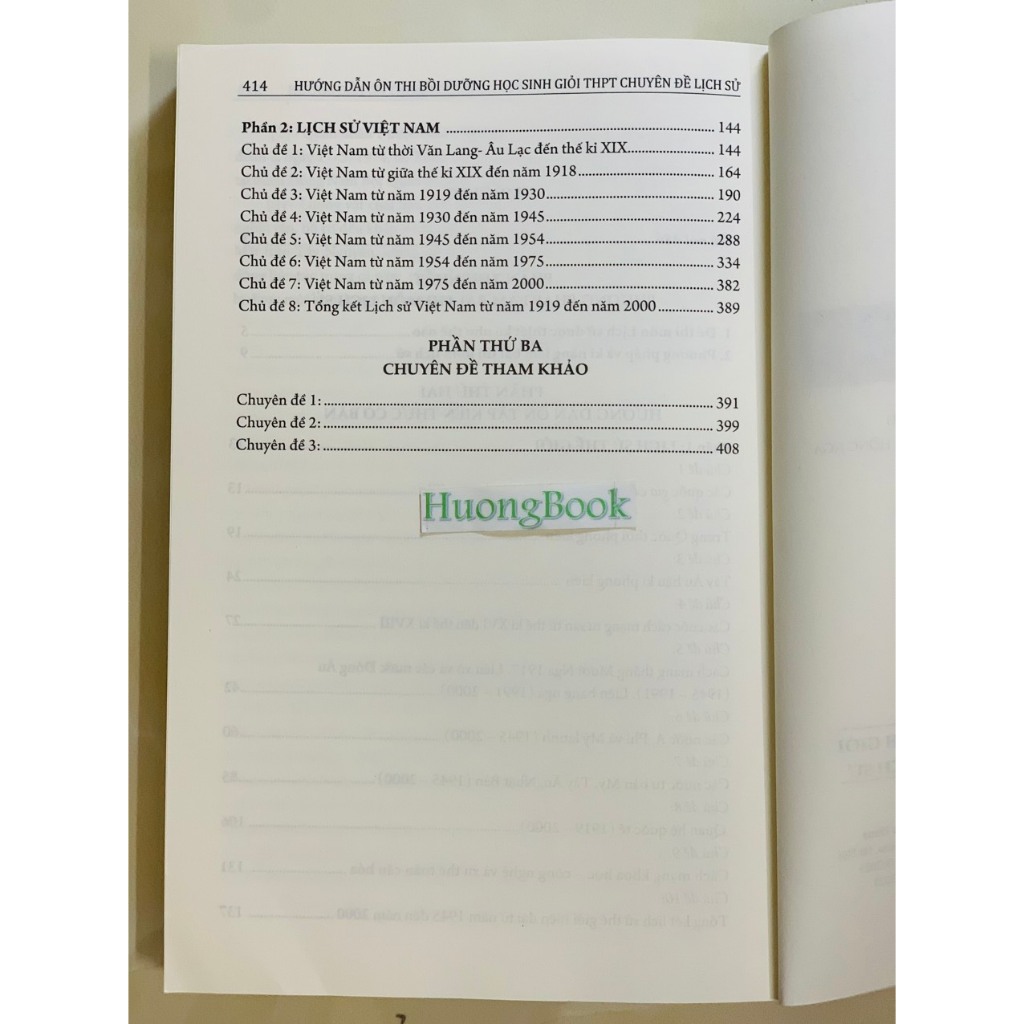 414 HƯỚNG DẪN ÔN THI BỒI DƯỠNG HỌC SINH GIỎI THPT CHUYÊN ĐỀ LỊCH SỬ
Phần 2: LỊCH SỬ VIỆT NAM ........ 144
Chủ đề 1: Việt Nam từ thời Văn Lang- Âu Lạc đến thế kỉ XIX........ 144
Chủ đề 2: Việt Nam từ giữa thế kỉ XIX đến năm 1918........ 164
Chủ đề 3: Việt Nam từ năm 1919 đến năm 1930........ 190
Chủ đề 4: Việt Nam từ năm 1930 đến năm 1945........ 224
Chủ đề 5: Việt Nam từ năm 1945 đến năm 1954........ 288
Chủ đề 6: Việt Nam từ năm 1954 đến năm 1975........ 334
Chủ đề 7: Việt Nam từ năm 1975 đến năm 2000........ 382
Chủ đề 8: Tổng kết Lịch sử Việt Nam từ năm 1919 đến năm 2000........ 389
PHẦN THỨ BA
CHUYÊN ĐỀ THAM KHẢO
Chuyên đề 1: ........ 391
Chuyên đề 2: ........ 399
Chuyên đề 3: ........ 408
HuongBook